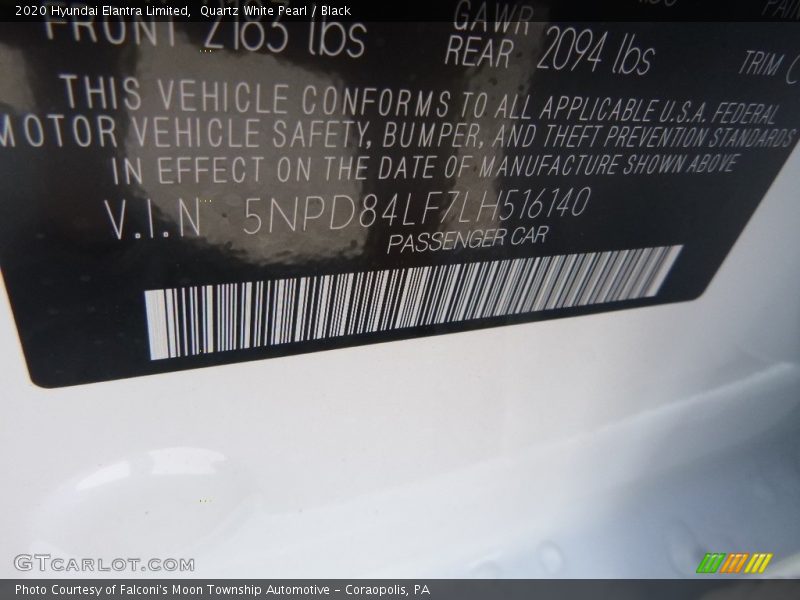 2020 Hyundai Elantra Limited, Quartz White Pearl / Black
FRONT 2183 lbs
GAWR
REAR 2094 lbs
TRIM
THIS VEHICLE CONFORMS TO ALL APPLICABLE U.S.A. FEDERAL
MOTOR VEHICLE SAFETY, BUMPER, AND THEFT PREVENTION STANDARDS
IN EFFECT ON THE DATE OF MANUFACTURE SHOWN ABOVE
V.I.N 5NPD84LF7LH516140
PASSENGER CAR
GTCARLOT.COM
Photo Courtesy of Falconi's Moon Township Automotive - Coraopolis, PA